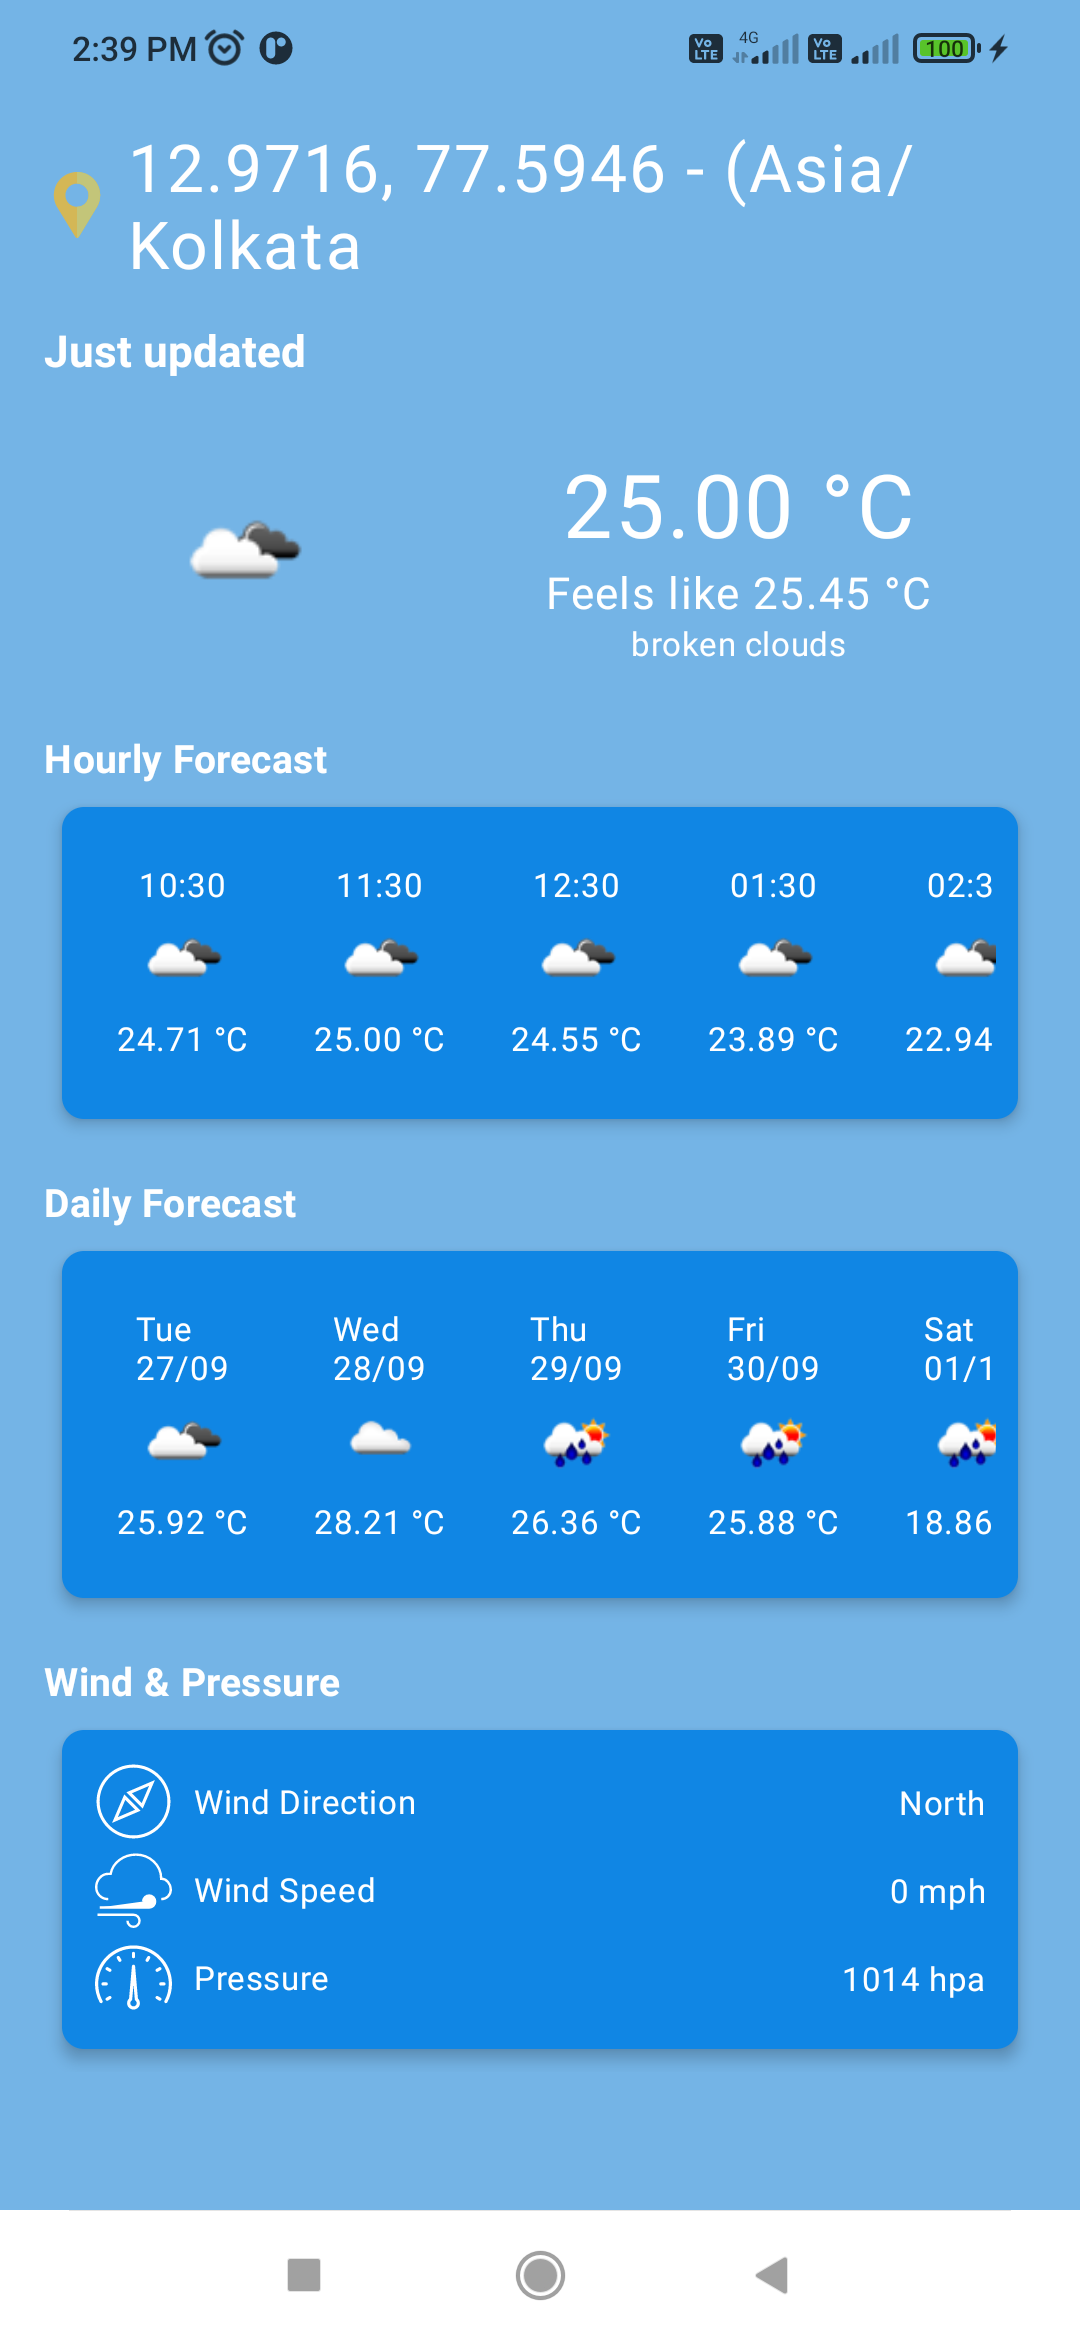 2:39 PM
Vo LTE 4G Vo LTE 100
12.9716, 77.5946 - (Asia/
Kolkata
Just updated
25.00 °C
Feels like 25.45 °C
broken clouds
Hourly Forecast
10:30 11:30 12:30 01:30 02:3
24.71 °C 25.00 °C 24.55 °C 23.89 °C 22.94
Daily Forecast
Tue Wed Thu Fri Sat
27/09 28/09 29/09 30/09 01/1
25.92 °C 28.21 °C 26.36 °C 25.88 °C 18.86
Wind & Pressure
Wind Direction North
Wind Speed 0 mph
Pressure 1014 hpa